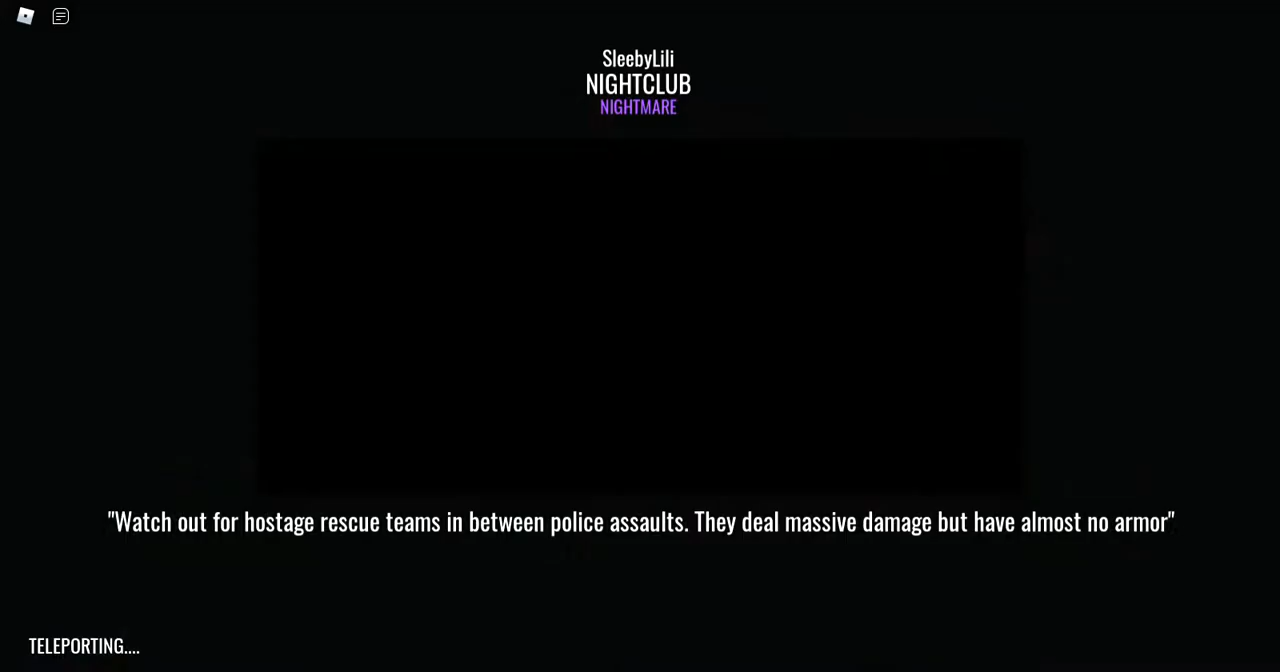 SleebyLili
NIGHTCLUB
NIGHTMARE
"Watch out for hostage rescue teams in between police assaults. They deal massive damage but have almost no armor"
TELEPORTING....